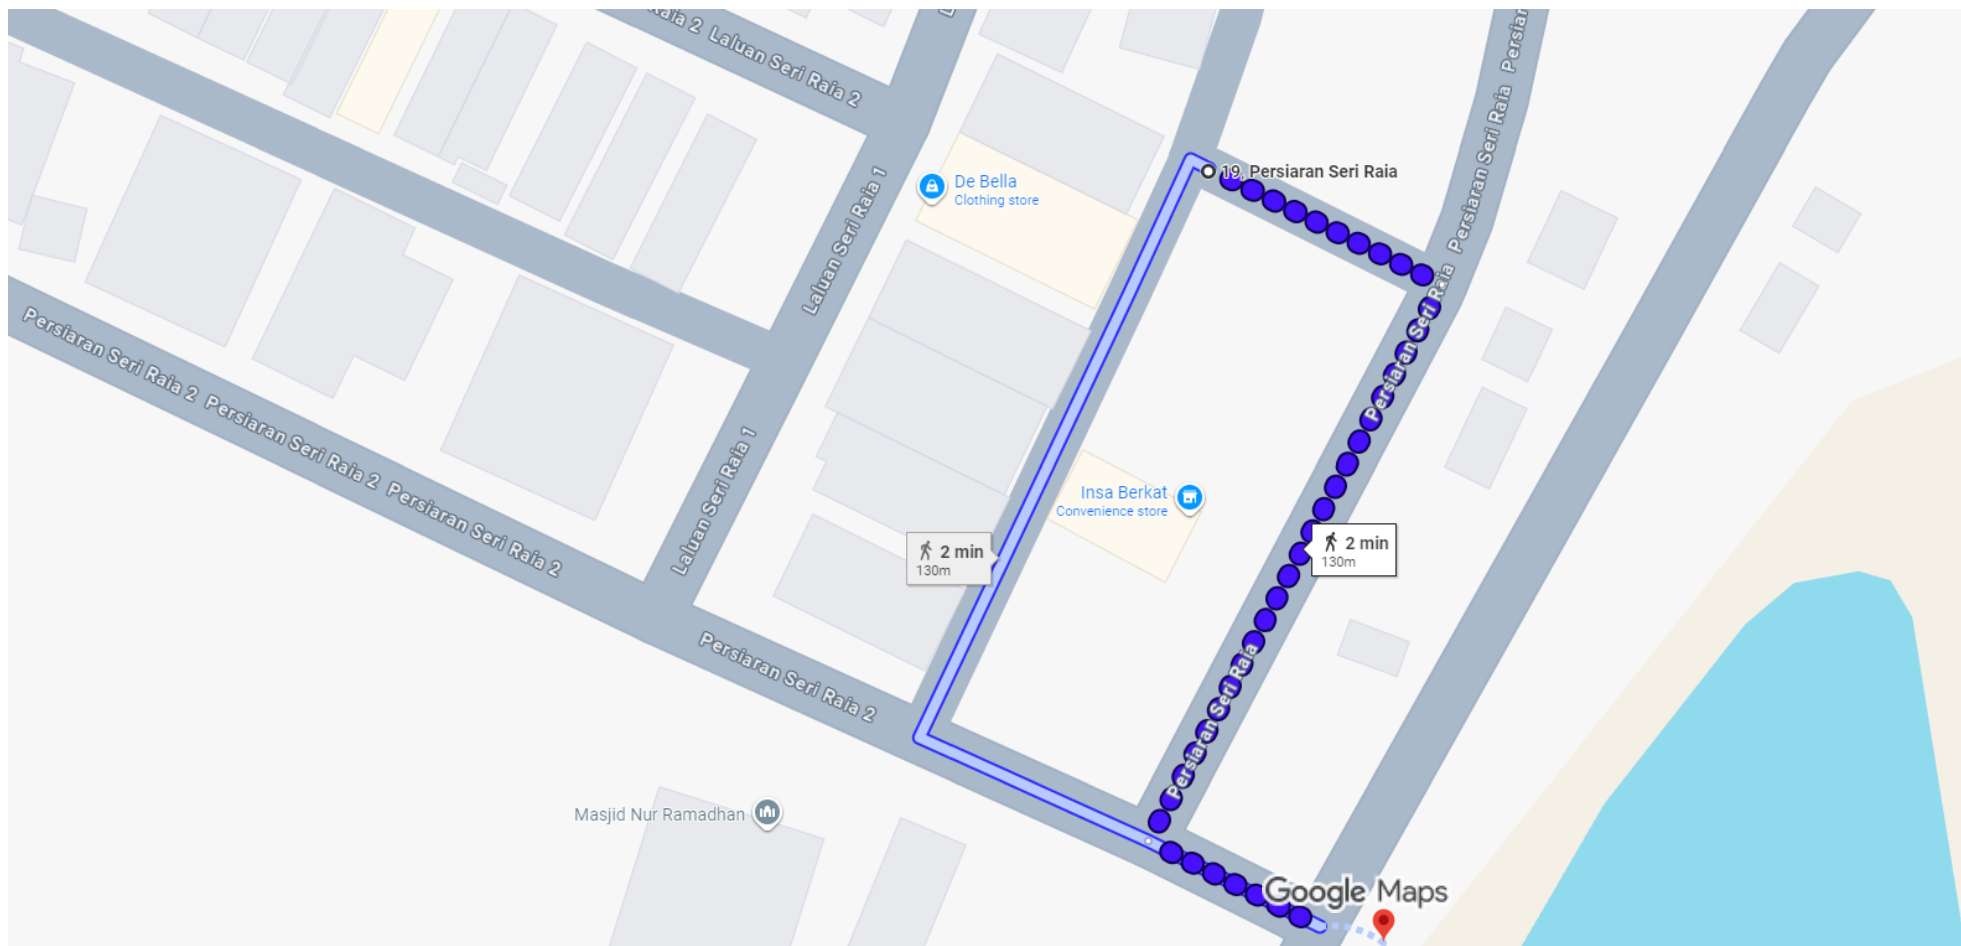 Raia 2  Laluan Seri Raia 2
Persiaran Seri Raia  Persiaran
19, Persiaran Seri Raia
De Bella
Clothing store
Laluan Seri Raia 1
Persiaran Seri Raia
Persiaran Seri Raia 2  Persiaran Seri Raia 2  Persiaran Seri Raia 2
Laluan Seri Raia 1
Insa Berkat
Convenience store
2 min
130m
2 min
130m
Persiaran Seri Raia 2
Persiaran Seri Raia
Masjid Nur Ramadhan
Google Maps